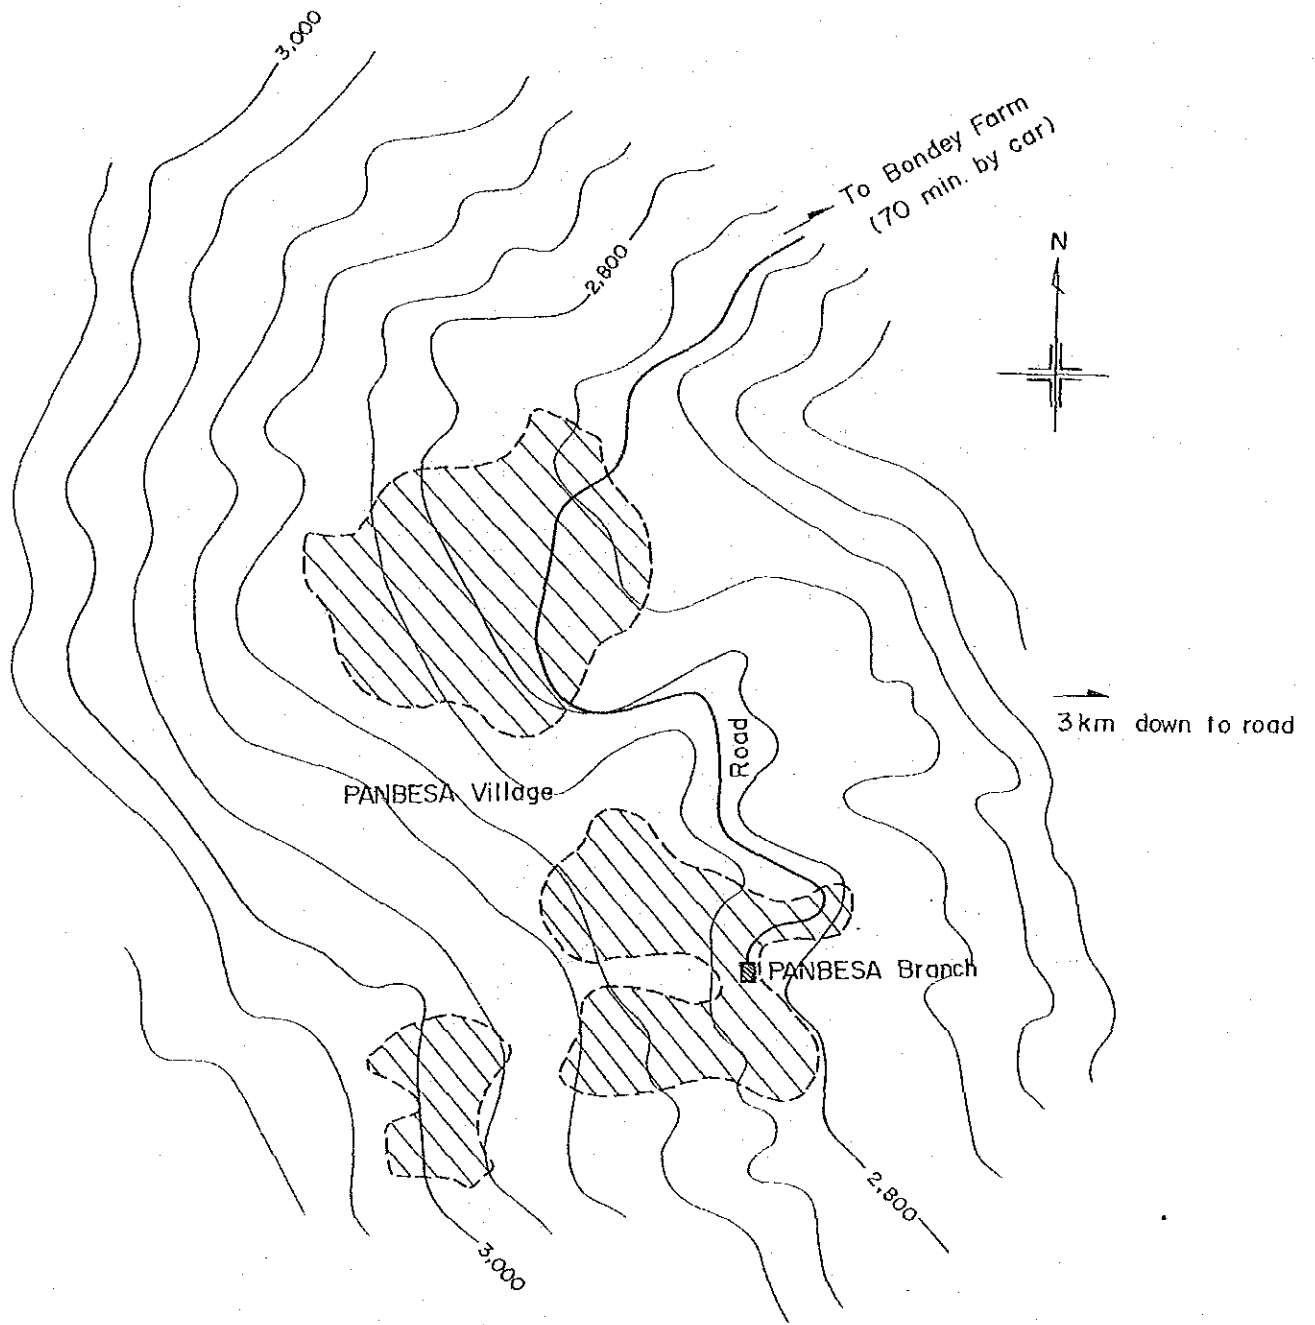 3,000
To Bondey Farm
(70 min. by car)
N
2,800
3km down to road
Road
PANBESA Village
PANBESA Branch
2,800
3,000